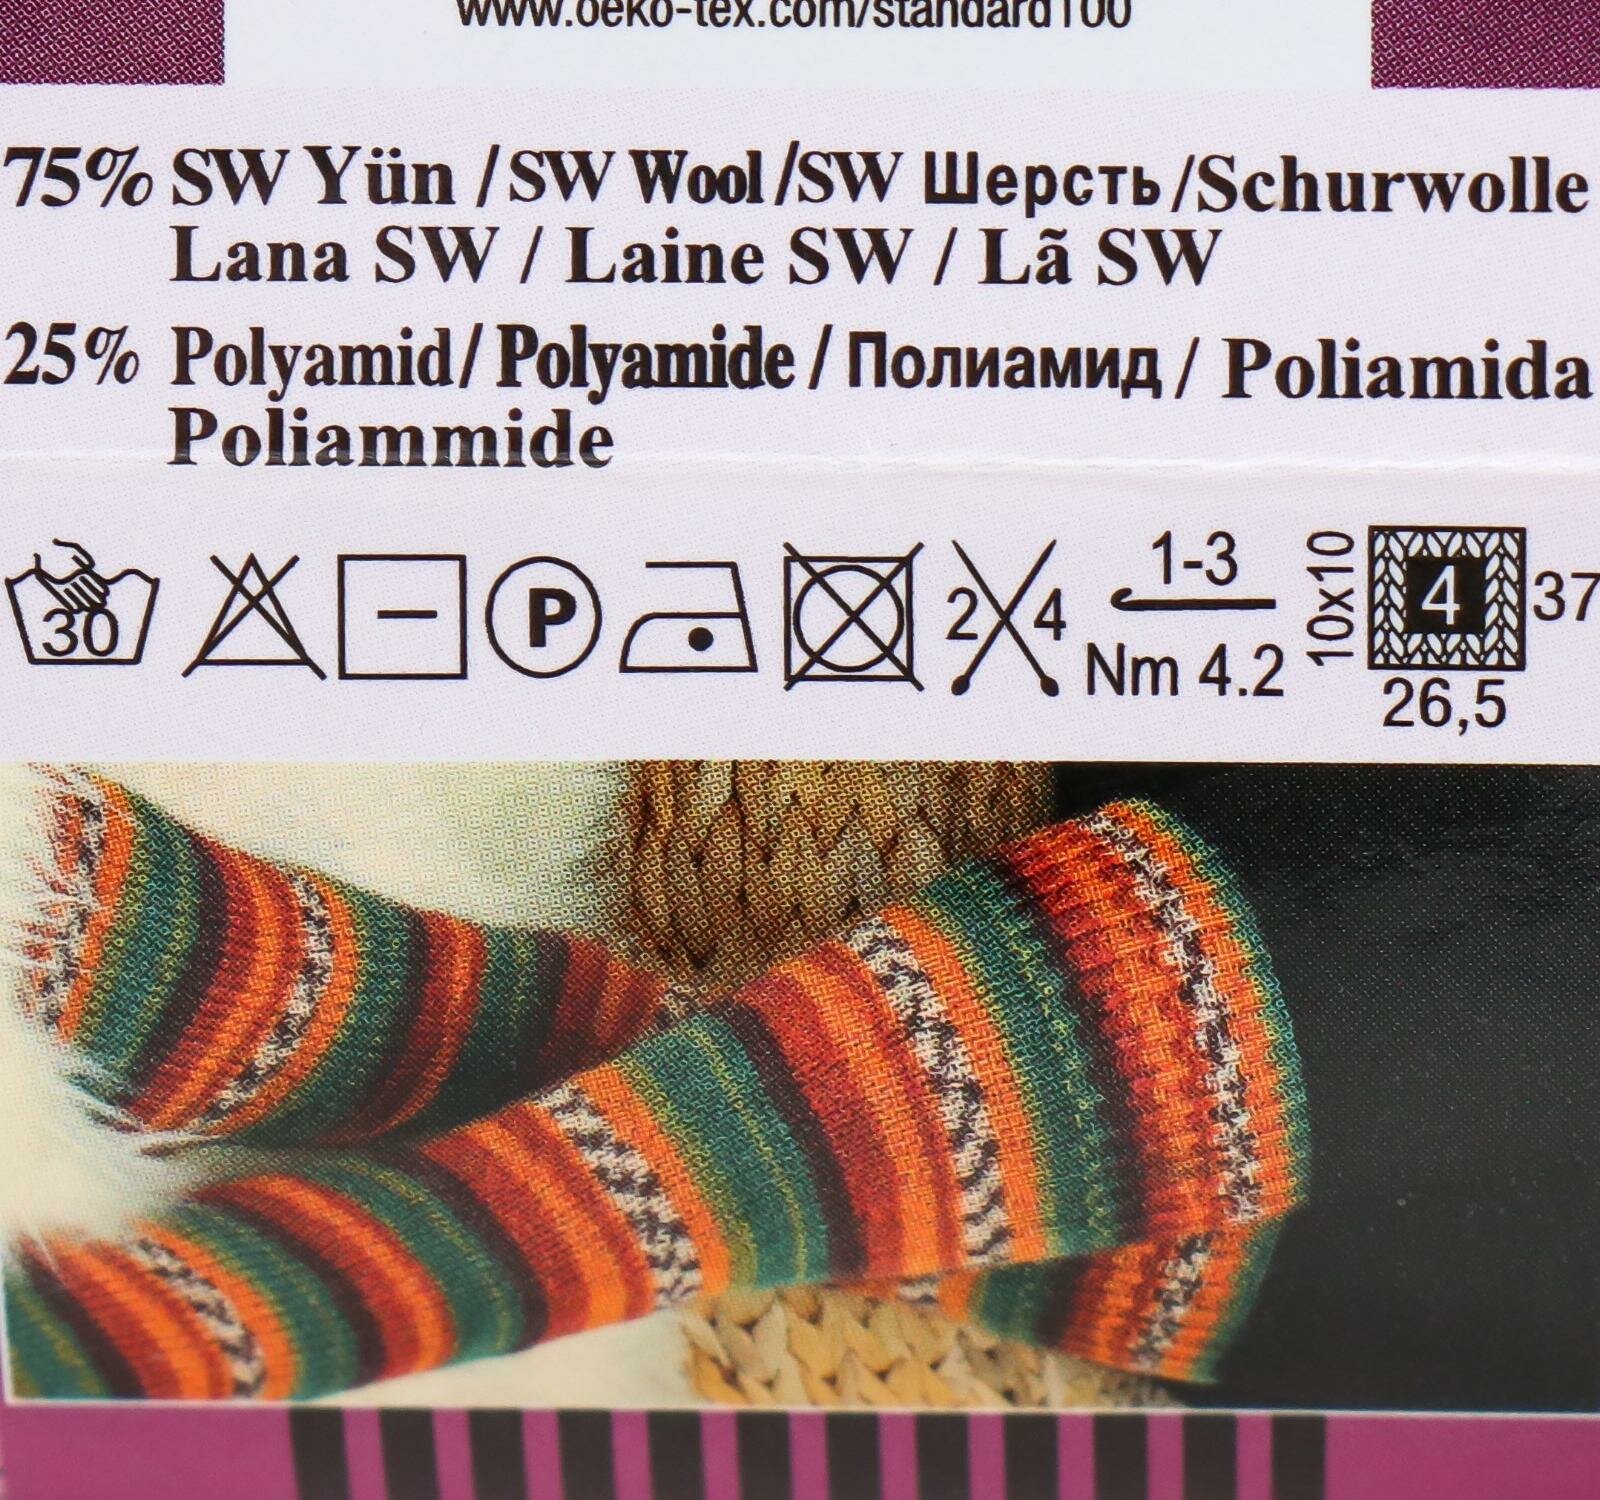 www.oeko-tex.com/standard100
75% SW Yün / SW Wool /SW Шерсть /Schurwolle
Lana SW / Laine SW / Lã SW
25% Polyamid/ Polyamide / Полиамид / Poliamida
Poliammide
30 P 2 4 1-3 Nm 4.2 10x10 4 37
26,5